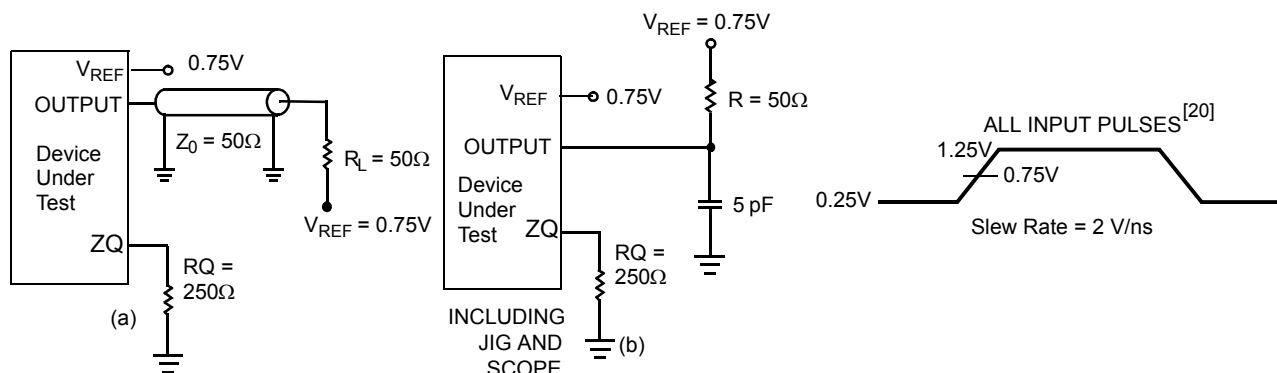 V_REF
0.75V
OUTPUT
Z_0 = 50Ω
Device
Under
Test
R_L = 50Ω
V_REF = 0.75V
ZQ
RQ =
250Ω
(a)
V_REF = 0.75V
R = 50Ω
V_REF
0.75V
OUTPUT
Device
Under
Test
5 pF
ZQ
RQ =
250Ω
INCLUDING
JIG AND
SCOPE
(b)
ALL INPUT PULSES[20]
1.25V
0.75V
0.25V
Slew Rate = 2 V/ns